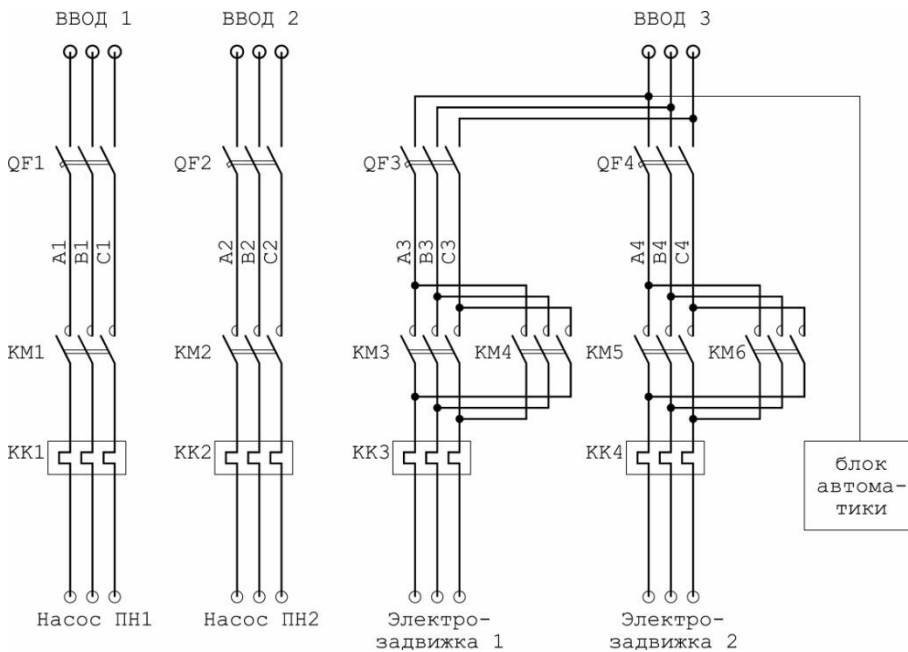 ВВОД 1
ВВОД 2
ВВОД 3
QF1
QF2
QF3
QF4
A1
B1
C1
A2
B2
C2
A3
B3
C3
A4
B4
C4
KM1
KM2
KM3
KM4
KM5
KM6
KK1
KK2
KK3
KK4
блок
автома-
тики
Насос ПН1
Насос ПН2
Электро-
задвижка 1
Электро-
задвижка 2